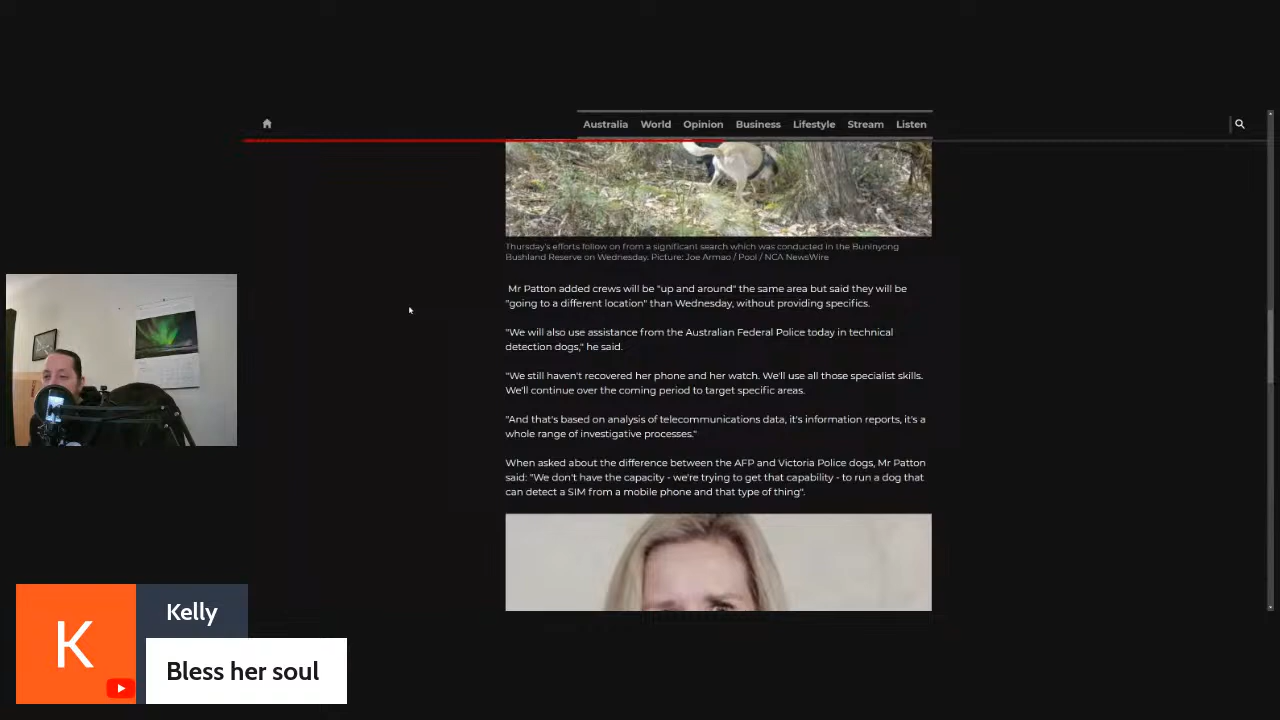 Australia World Opinion Business Lifestyle Stream Listen
Thursday's efforts follow on from a significant search which was conducted in the Buninyong
Bushland Reserve on Wednesday. Picture: Joe Armao / Pool / NCA NewsWire
Mr Patton added crews will be "up and around" the same area but said they will be
"going to a different location" than Wednesday, without providing specifics.
"We will also use assistance from the Australian Federal Police today in technical
detection dogs," he said.
"We still haven't recovered her phone and her watch. We'll use all those specialist skills.
We'll continue over the coming period to target specific areas.
"And that's based on analysis of telecommunications data, it's information reports, it's a
whole range of investigative processes."
When asked about the difference between the AFP and Victoria Police dogs, Mr Patton
said: "We don't have the capacity - we're trying to get that capability - to run a dog that
can detect a SIM from a mobile phone and that type of thing".
K
Kelly
Bless her soul